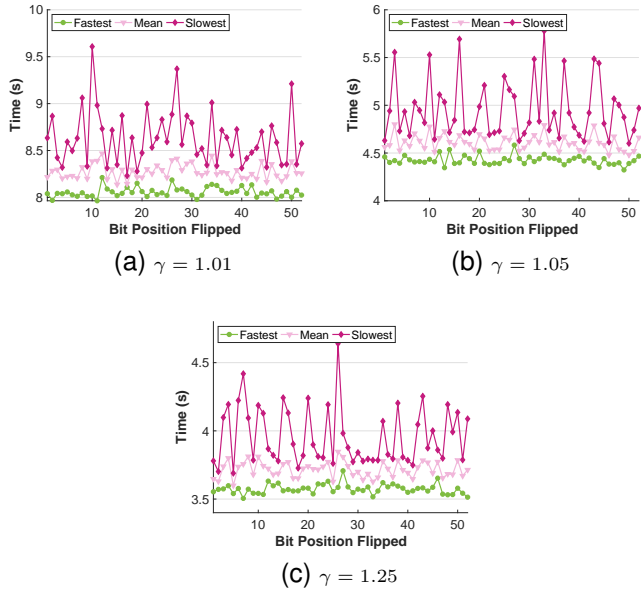 Fastest Mean Slowest
10
9.5
9
8.5
8
Time (s)
10 20 30 40 50
Bit Position Flipped
(a) γ = 1.01
Fastest Mean Slowest
6
5.5
5
4.5
4
Time (s)
10 20 30 40 50
Bit Position Flipped
(b) γ = 1.05
Fastest Mean Slowest
4.5
4
3.5
Time (s)
10 20 30 40 50
Bit Position Flipped
(c) γ = 1.25